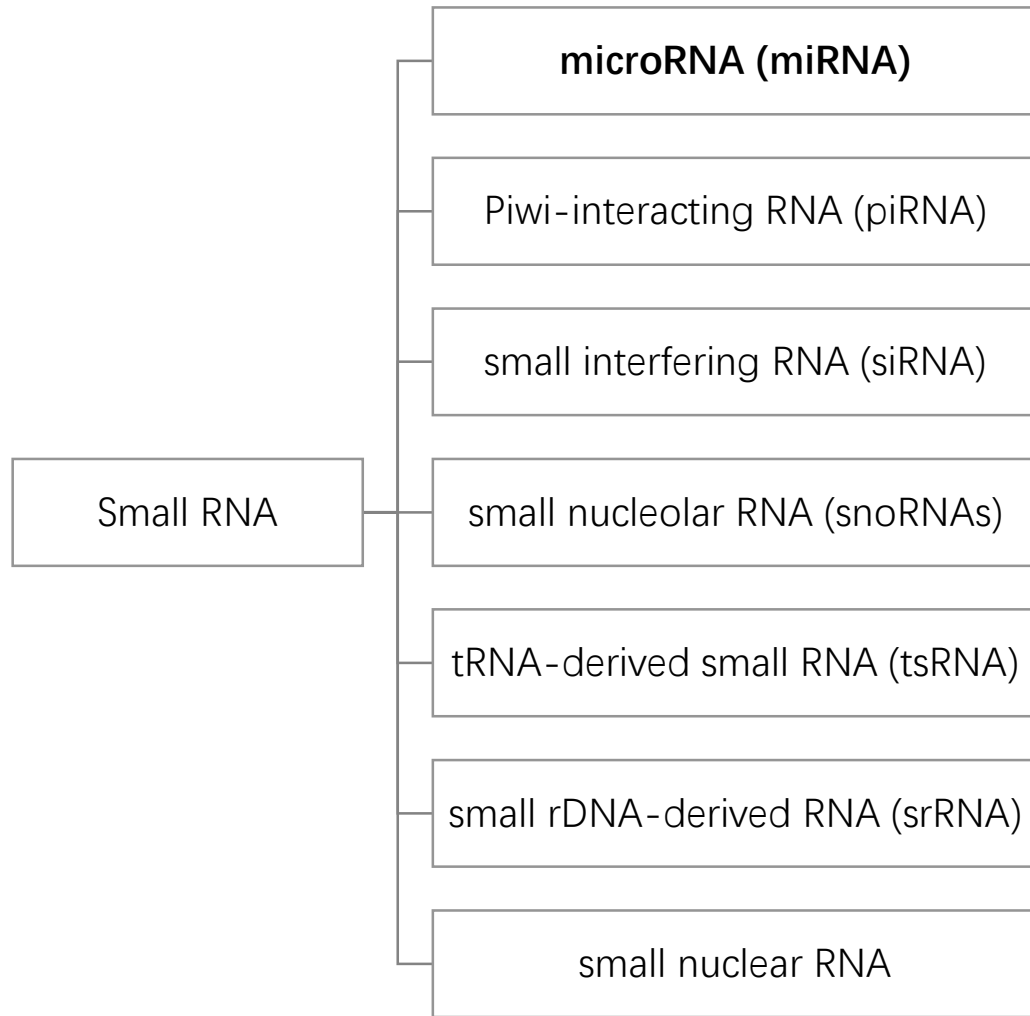 microRNA (miRNA)
Piwi-interacting RNA (piRNA)
small interfering RNA (siRNA)
Small RNA
small nucleolar RNA (snoRNAs)
tRNA-derived small RNA (tsRNA)
small rDNA-derived RNA (srRNA)
small nuclear RNA